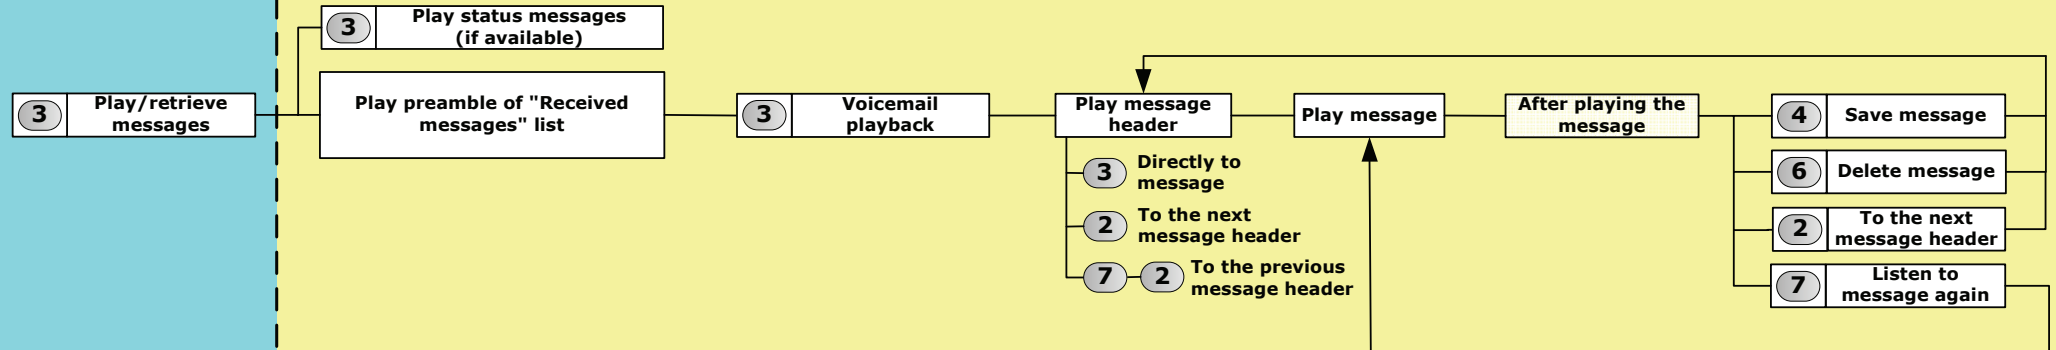 3 Play status messages
(if available)
3 Play/retrieve
messages
Play preamble of "Received
messages" list
3 Voicemail
playback
Play message
header
3 Directly to
message
2 To the next
message header
7 2 To the previous
message header
Play message
After playing the
message
4 Save message
6 Delete message
2 To the next
message header
7 Listen to
message again